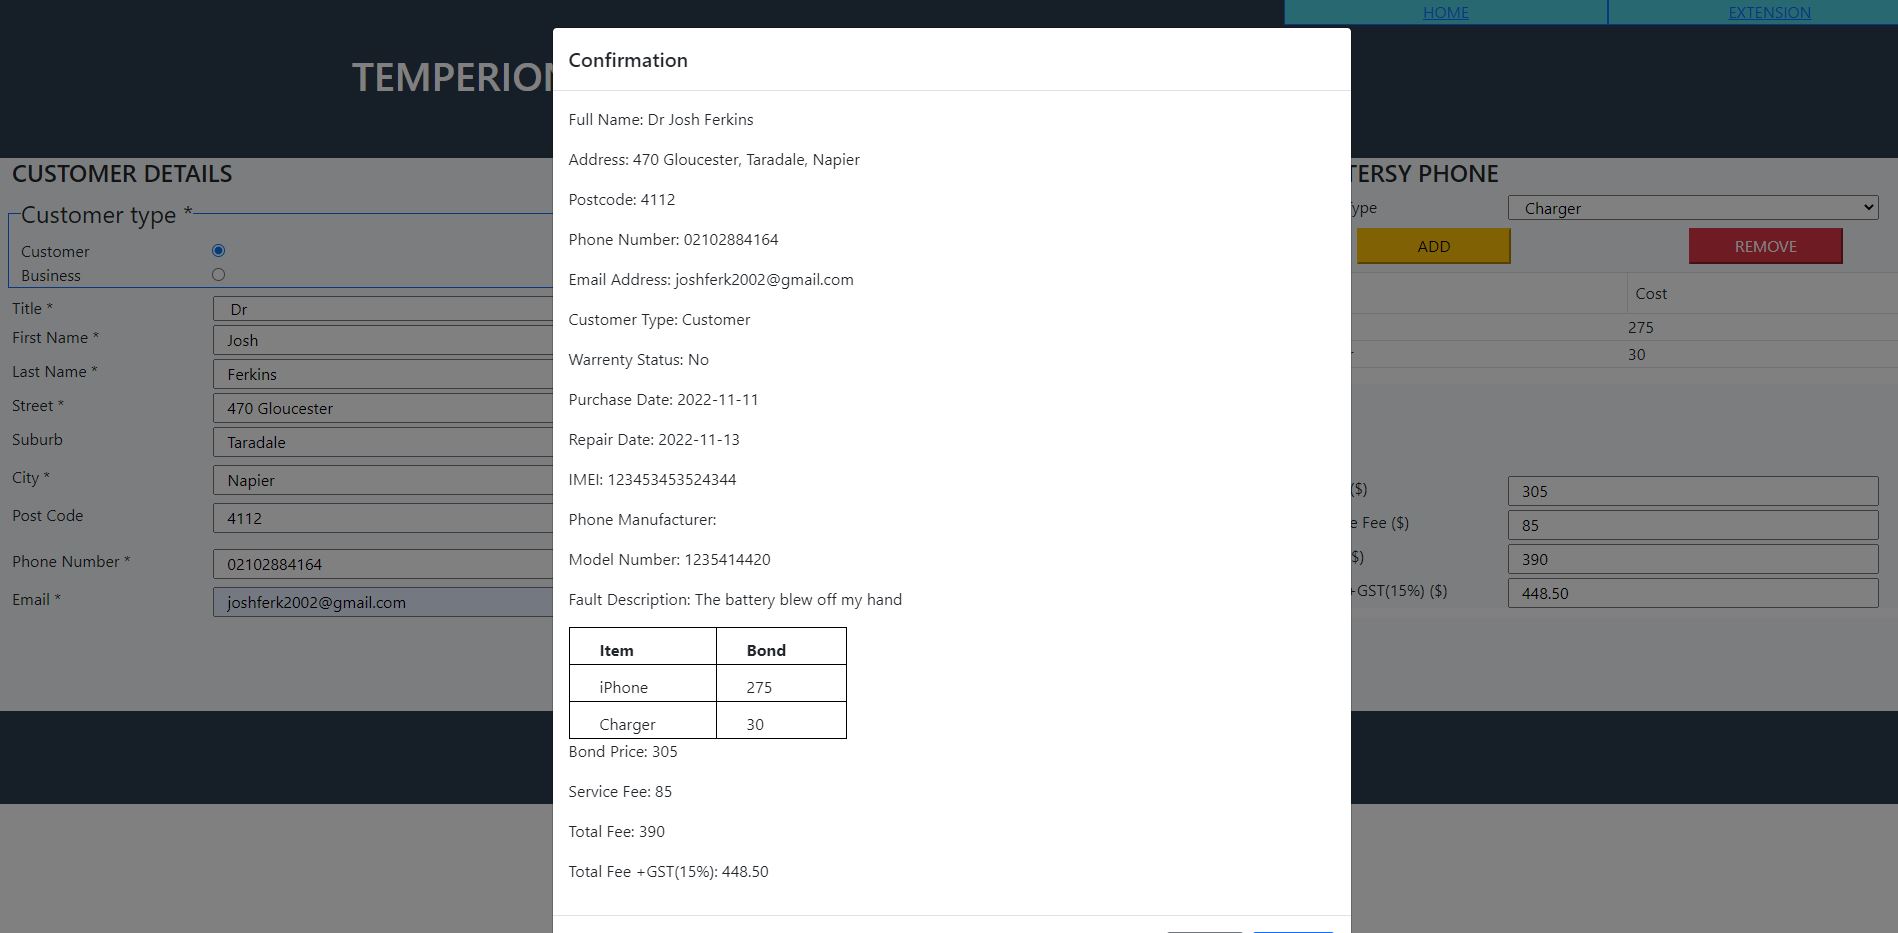 HOME
EXTENSION
TEMPERION
CUSTOMER DETAILS
Customer type *
Customer
Business
Title * Dr
First Name * Josh
Last Name * Ferkins
Street * 470 Gloucester
Suburb Taradale
City * Napier
Post Code 4112
Phone Number * 02102884164
Email * joshferk2002@gmail.com
Confirmation
Full Name: Dr Josh Ferkins
Address: 470 Gloucester, Taradale, Napier
Postcode: 4112
Phone Number: 02102884164
Email Address: joshferk2002@gmail.com
Customer Type: Customer
Warrenty Status: No
Purchase Date: 2022-11-11
Repair Date: 2022-11-13
IMEI: 123453453524344
Phone Manufacturer:
Model Number: 1235414420
Fault Description: The battery blew off my hand
Item Bond
iPhone 275
Charger 30
Bond Price: 305
Service Fee: 85
Total Fee: 390
Total Fee +GST(15%): 448.50
TERSY PHONE
ype Charger
ADD REMOVE
Cost
275
30
($) 305
e Fee ($) 85
$) 390
+GST(15%) ($) 448.50